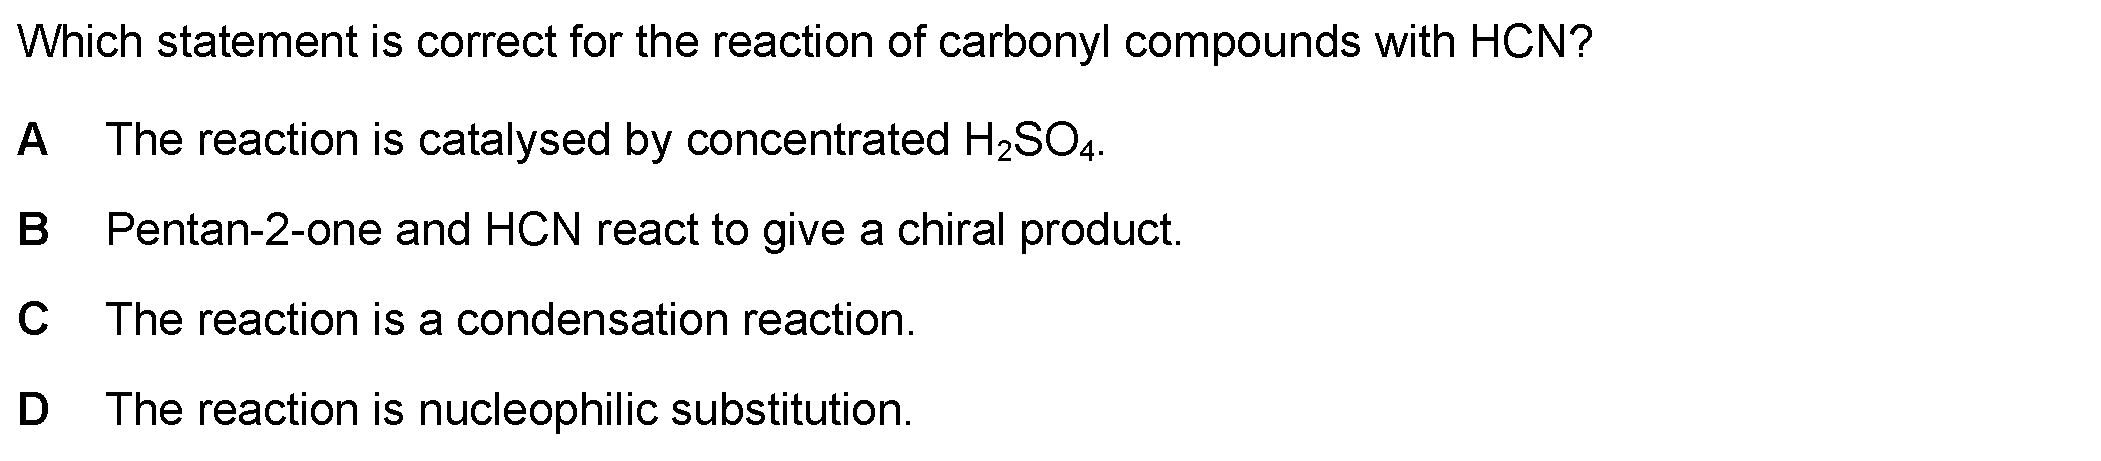 Which statement is correct for the reaction of carbonyl compounds with HCN?
A The reaction is catalysed by concentrated H₂SO₄.
B Pentan-2-one and HCN react to give a chiral product.
C The reaction is a condensation reaction.
D The reaction is nucleophilic substitution.